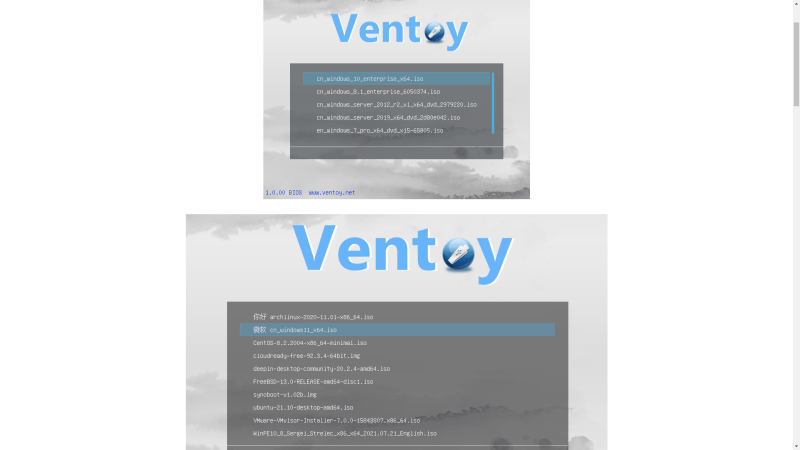 Ventoy
cn_windows_10_enterprise_x64.iso
cn_windows_8.1_enterprise_6050374.iso
cn_windows_server_2012_r2_vl_x64_dvd_2979220.iso
cn_windows_server_2019_x64_dvd_2d80e042.iso
en_windows_7_pro_x64_dvd_x15-65805.iso
1.0.00 BIOS www.ventoy.net
Ventoy
你好 archlinux-2020-11.01-x86_64.iso
微软 cn_windows11_x64.iso
CentOS-8.2.2004-x86_64-minimal.iso
cloudready-free-92.3.4-64bit.img
deepin-desktop-community-20.2.4-amd64.iso
FreeBSD-13.0-RELEASE-amd64-disc1.iso
synoboot-v1.02b.img
ubuntu-21.10-desktop-amd64.iso
VMware-VMvisor-Installer-7.0.0-15843807.x86_64.iso
WinPE10_8_Sergei_Strelec_x86_x64_2021.07.21_English.iso